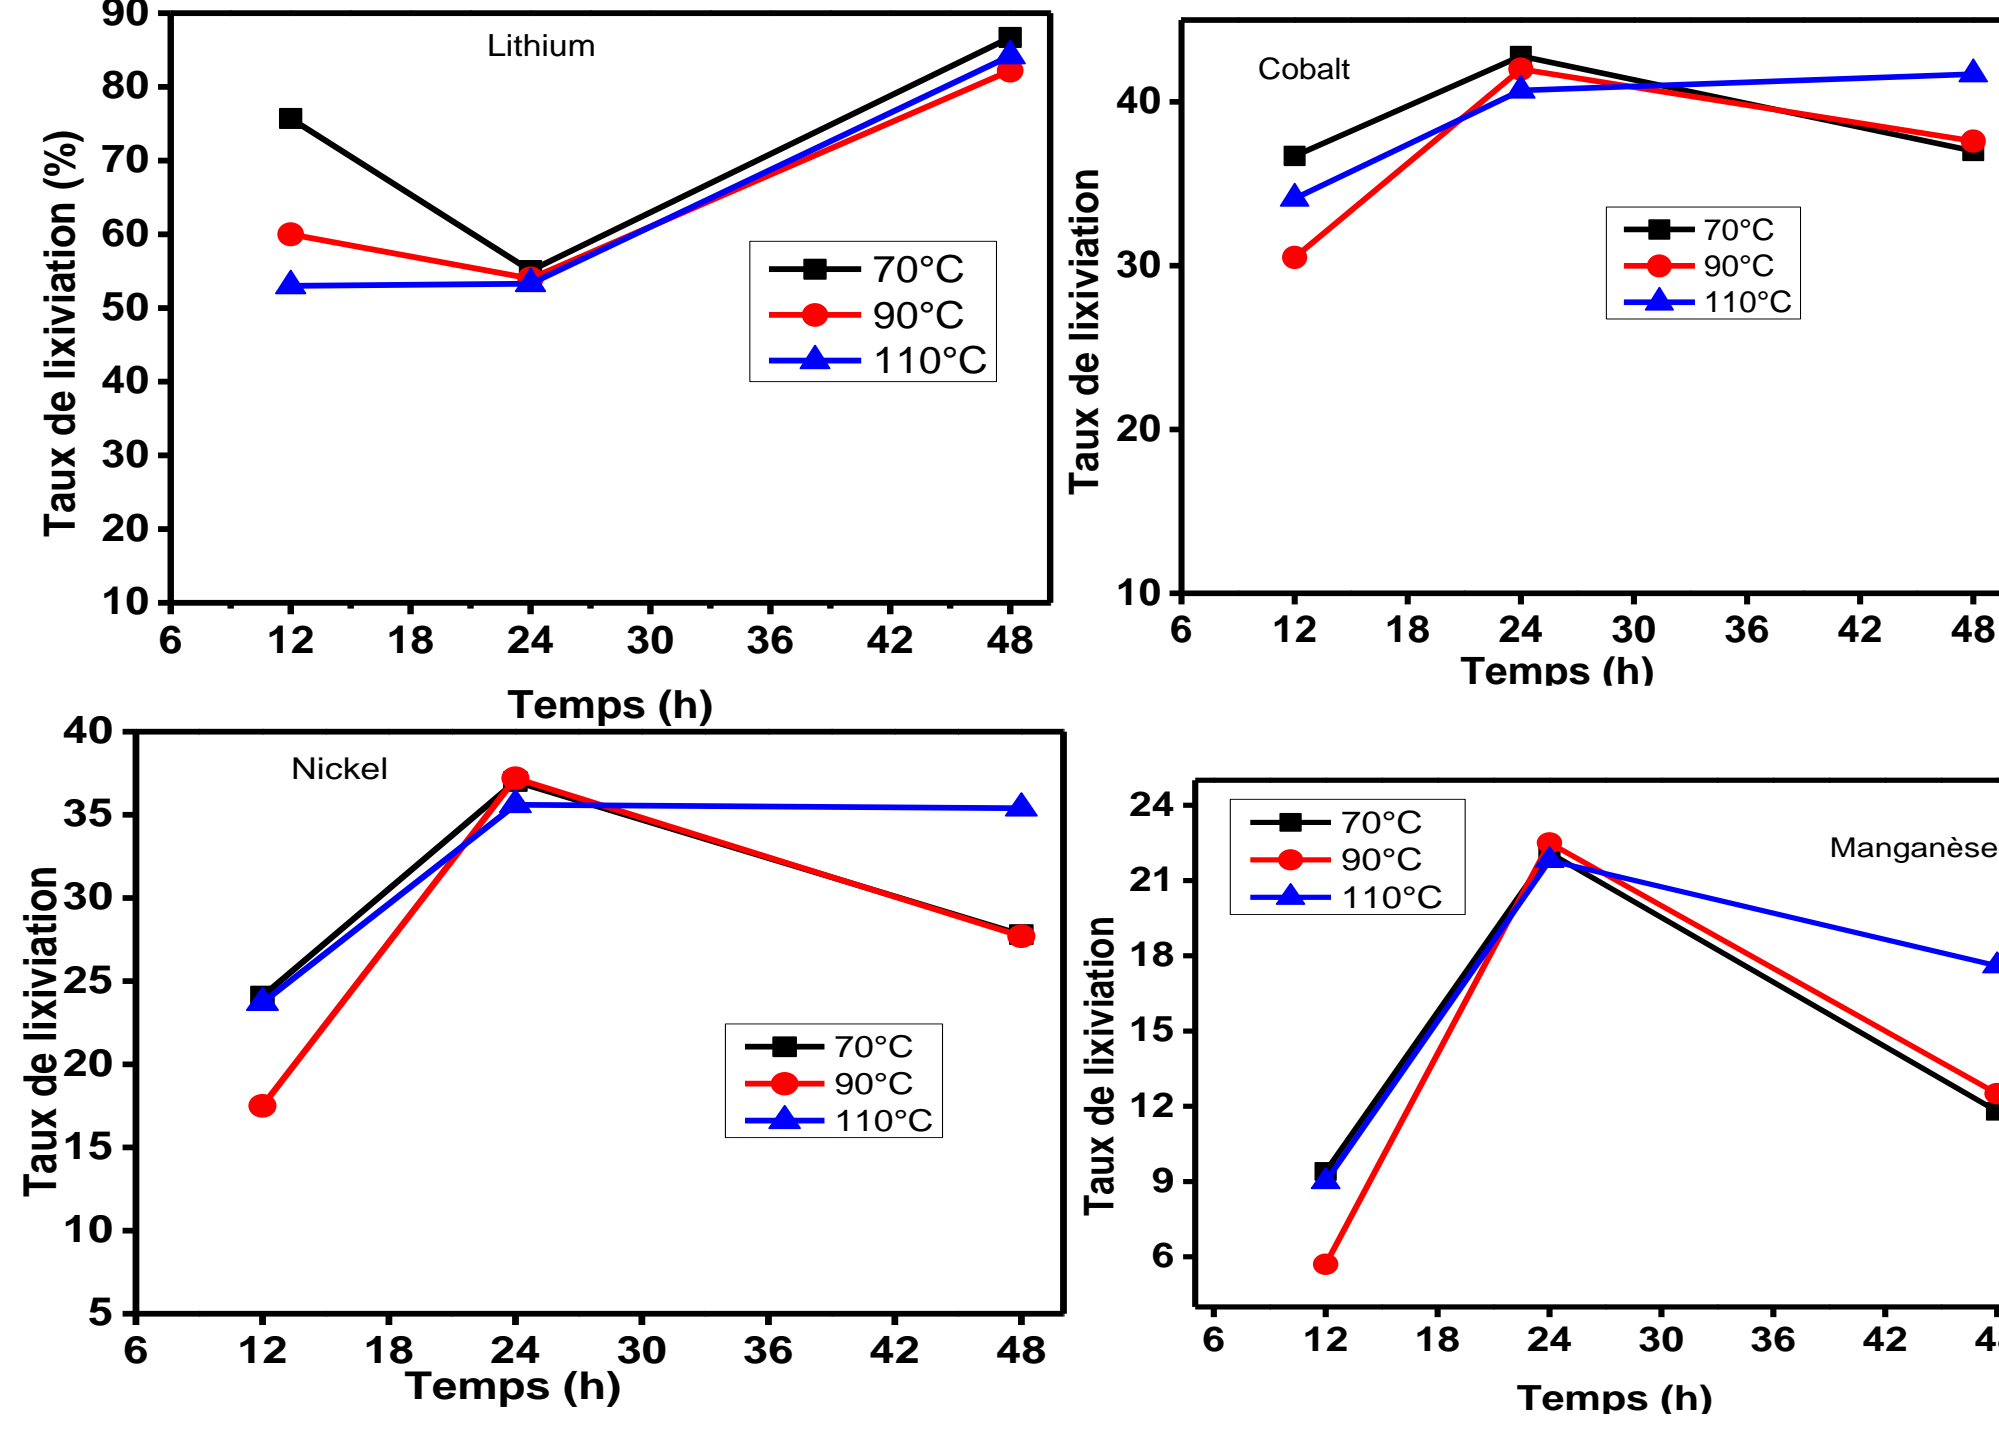 Lithium
Taux de lixiviation (%)
90
80
70
60
50
40
30
20
10
70°C
90°C
110°C
6 12 18 24 30 36 42 48
Temps (h)
Cobalt
Taux de lixiviation
40
30
20
10
70°C
90°C
110°C
6 12 18 24 30 36 42 48
Temps (h)
Nickel
Taux de lixiviation
40
35
30
25
20
15
10
5
70°C
90°C
110°C
6 12 18 24 30 36 42 48
Temps (h)
Manganèse
Taux de lixiviation
24
21
18
15
12
9
6
70°C
90°C
110°C
6 12 18 24 30 36 42
Temps (h)